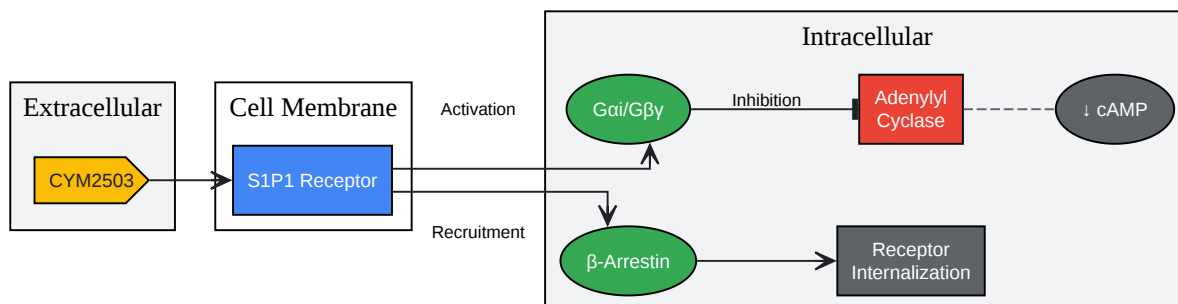 Intracellular
Extracellular
Cell Membrane
Activation
Gαi/Gβγ
Inhibition
Adenylyl
Cyclase
↓ cAMP
CYM2503
S1P1 Receptor
Recruitment
β-Arrestin
Receptor
Internalization